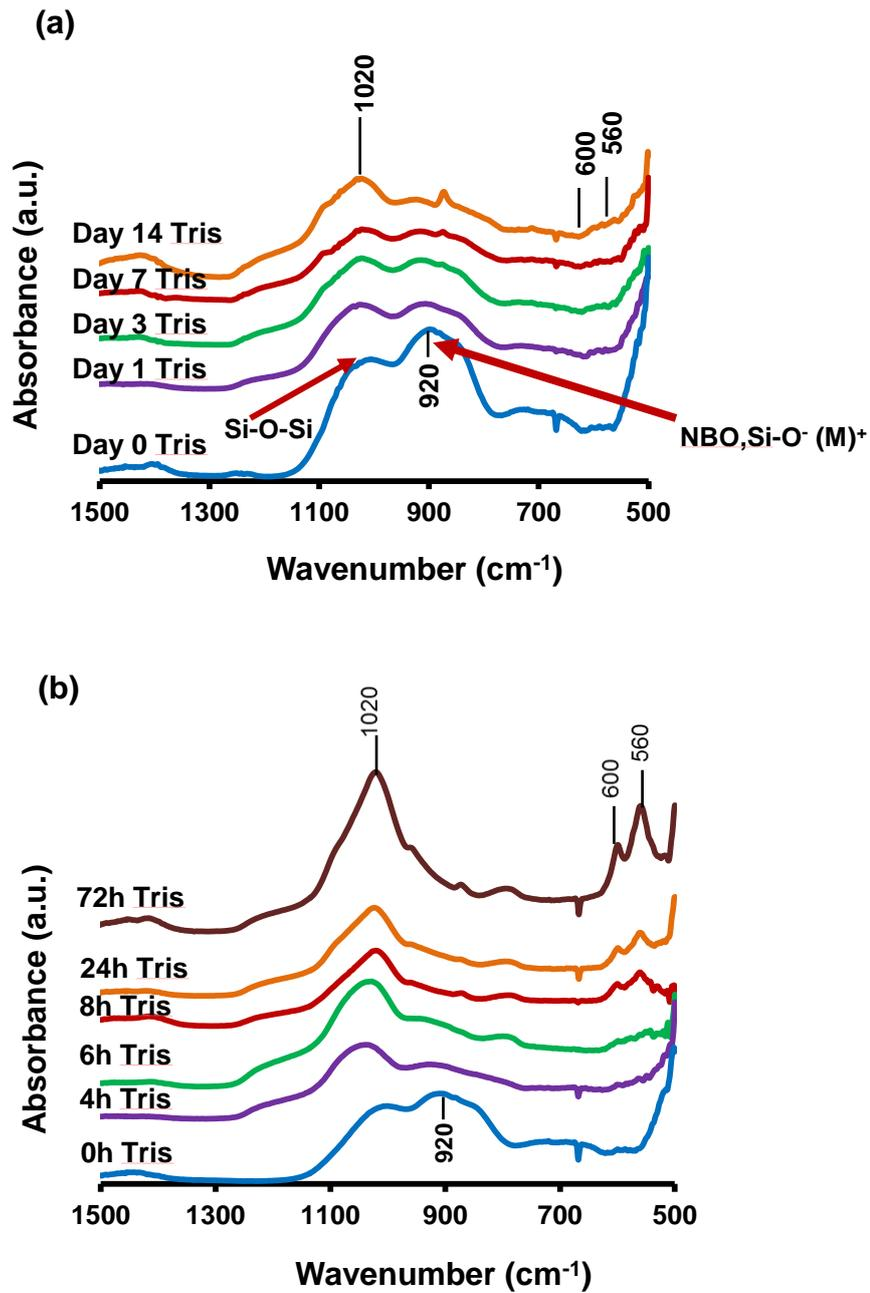 (a)
1020
600
560
Absorbance (a.u.)
Day 14 Tris
Day 7 Tris
Day 3 Tris
Day 1 Tris
Day 0 Tris
Si-O-Si
920
NBO,Si-O⁻ (M)⁺
1500 1300 1100 900 700 500
Wavenumber (cm⁻¹)
(b)
1020
600
560
Absorbance (a.u.)
72h Tris
24h Tris
8h Tris
6h Tris
4h Tris
0h Tris
920
1500 1300 1100 900 700 500
Wavenumber (cm⁻¹)